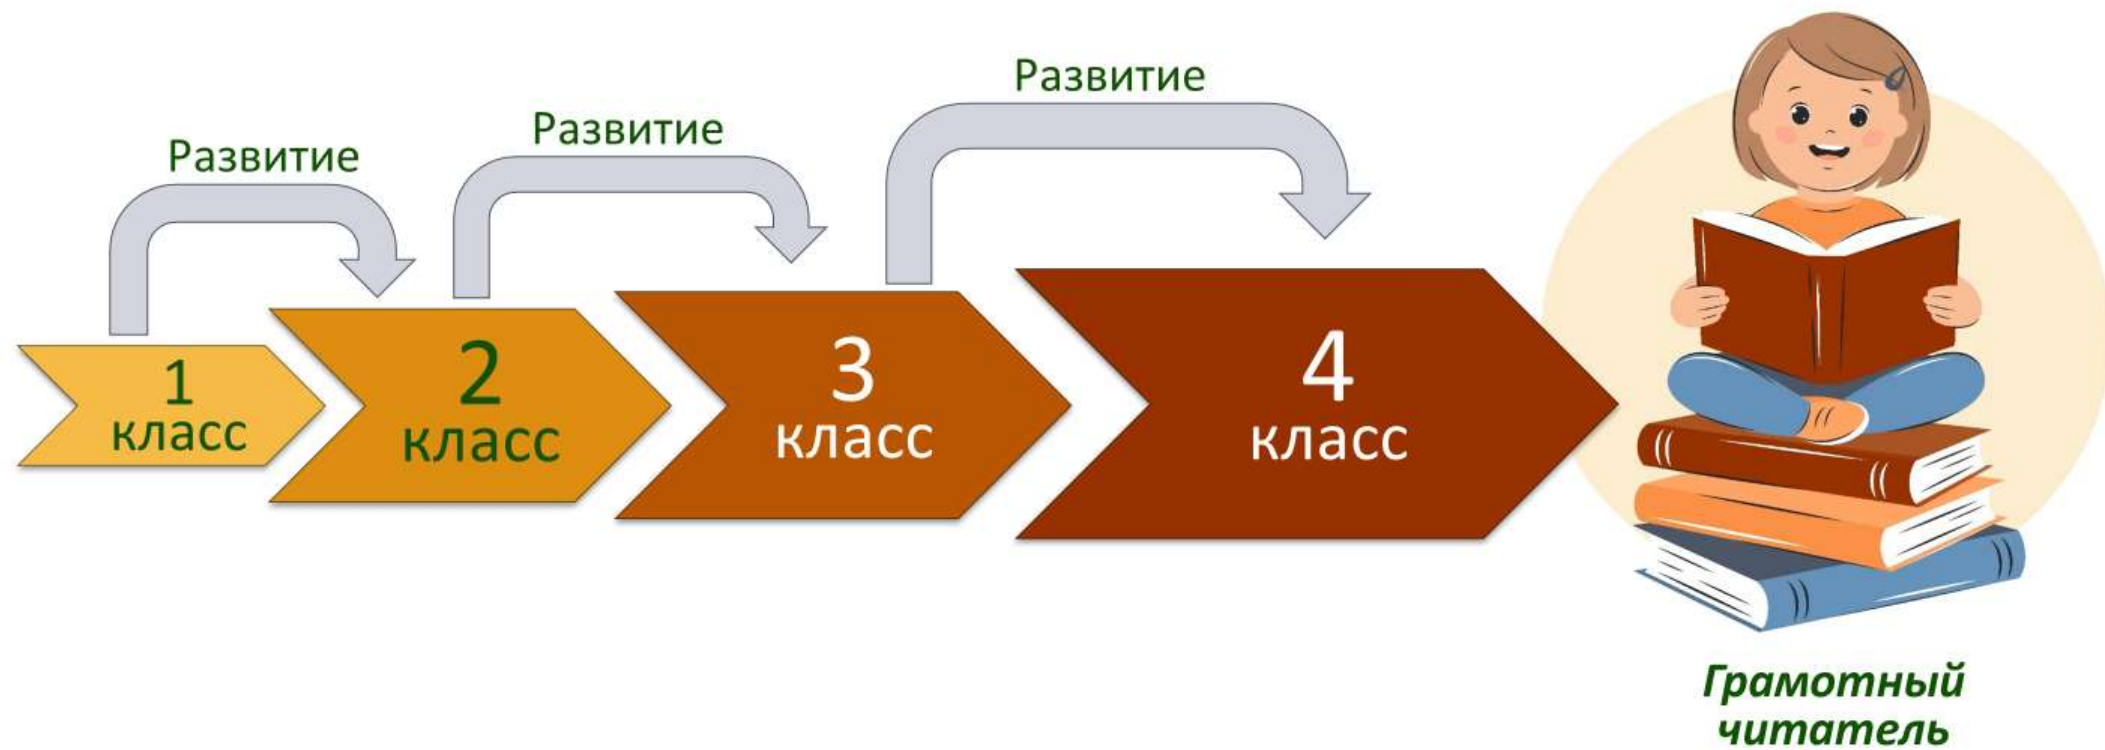 Развитие
Развитие
Развитие
1
класс
2
класс
3
класс
4
класс
Грамотный
читатель